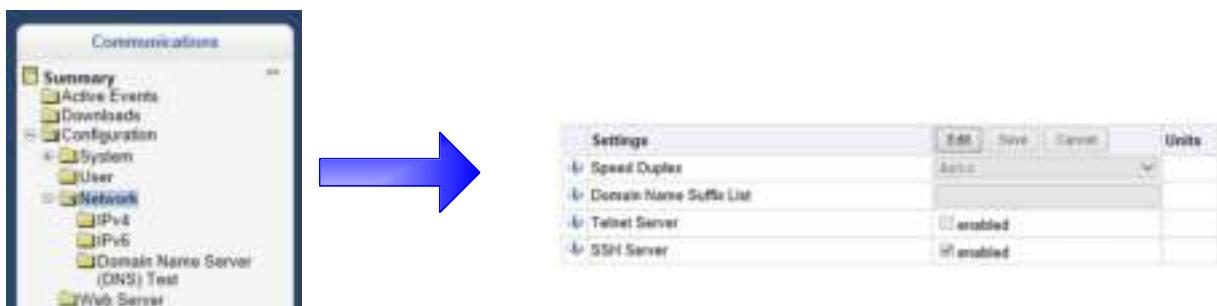 Communications
Summary
Active Events
Downloads
Configuration
System
User
Network
IPv4
IPv6
Domain Name Server
(DNS) Test
Web Server
Settings Edit Save Cancel Units
Speed Duplex Auto
Domain Name Suffix List
Telnet Server enabled
SSH Server enabled